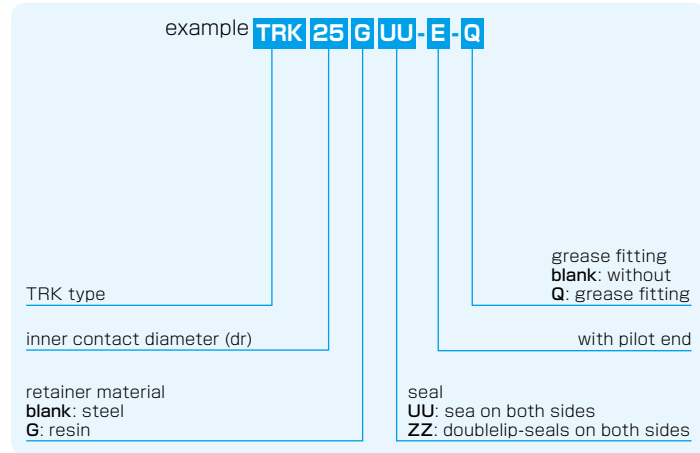 example TRK 25 G UU-E-Q
grease fitting
blank: without
Q: grease fitting
TRK type
inner contact diameter (dr)
with pilot end
retainer material
blank: steel
G: resin
seal
UU: sea on both sides
ZZ: doublelip-seals on both sides